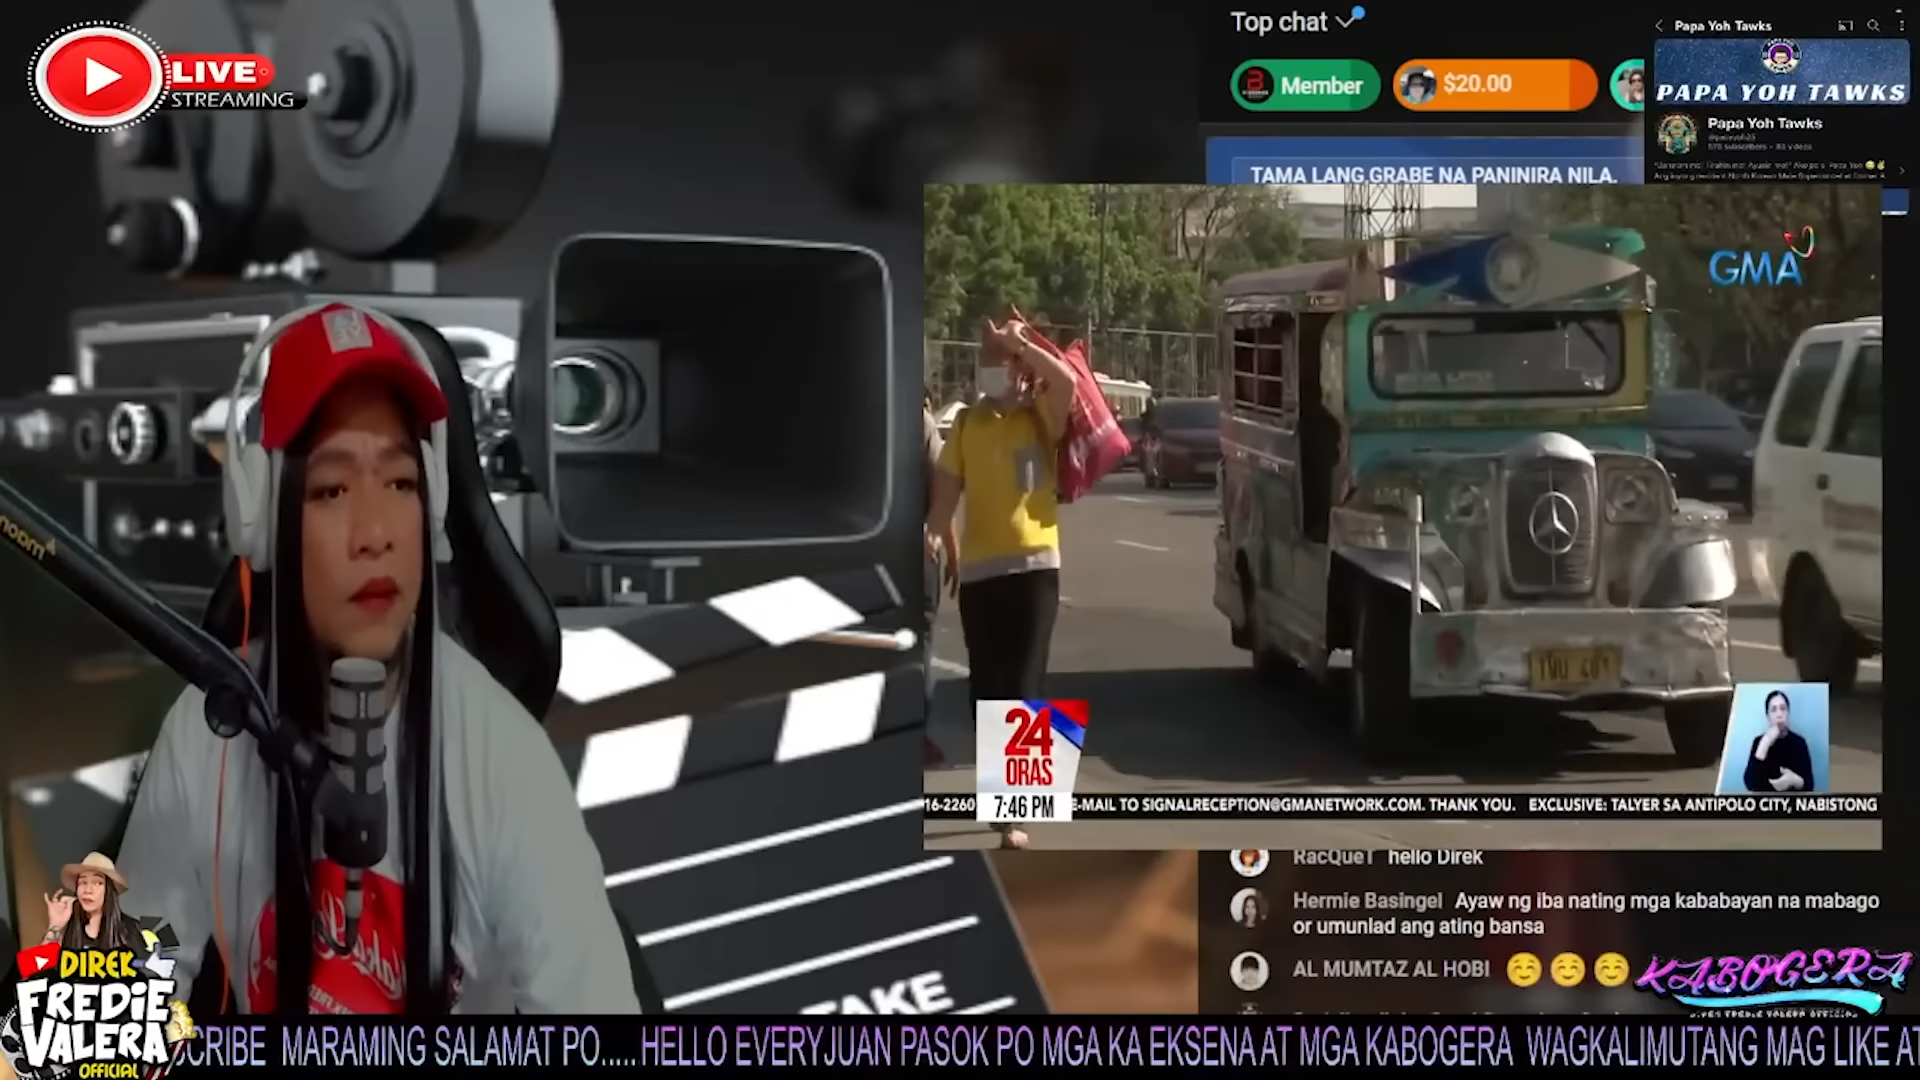 LIVE
STREAMING
Top chat
Member
$20.00
Papa Yoh Tawks
PAPA YOH TAWKS
Papa Yoh Tawks
TAMA LANG GRABE NA PANINIRA NILA.
GMA
24
ORAS
7:46 PM
16-2260
E-MAIL TO SIGNALRECEPTION@GMANETWORK.COM. THANK YOU. EXCLUSIVE: TALYER SA ANTIPOLO CITY, NABISTONG
RacQueT hello Direk
Hermie Basingel Ayaw ng iba nating mga kababayan na mabago
or umunlad ang ating bansa
AL MUMTAZ AL HOBI 😊😊😊
KABOGERA
TAKE
DIREK
FREDiE
VALERA
OFFICIAL
SCRIBE MARAMING SALAMAT PO.....HELLO EVERYJUAN PASOK PO MGA KA EKSENA AT MGA KABOGERA WAGKALIMUTANG MAG LIKE AT